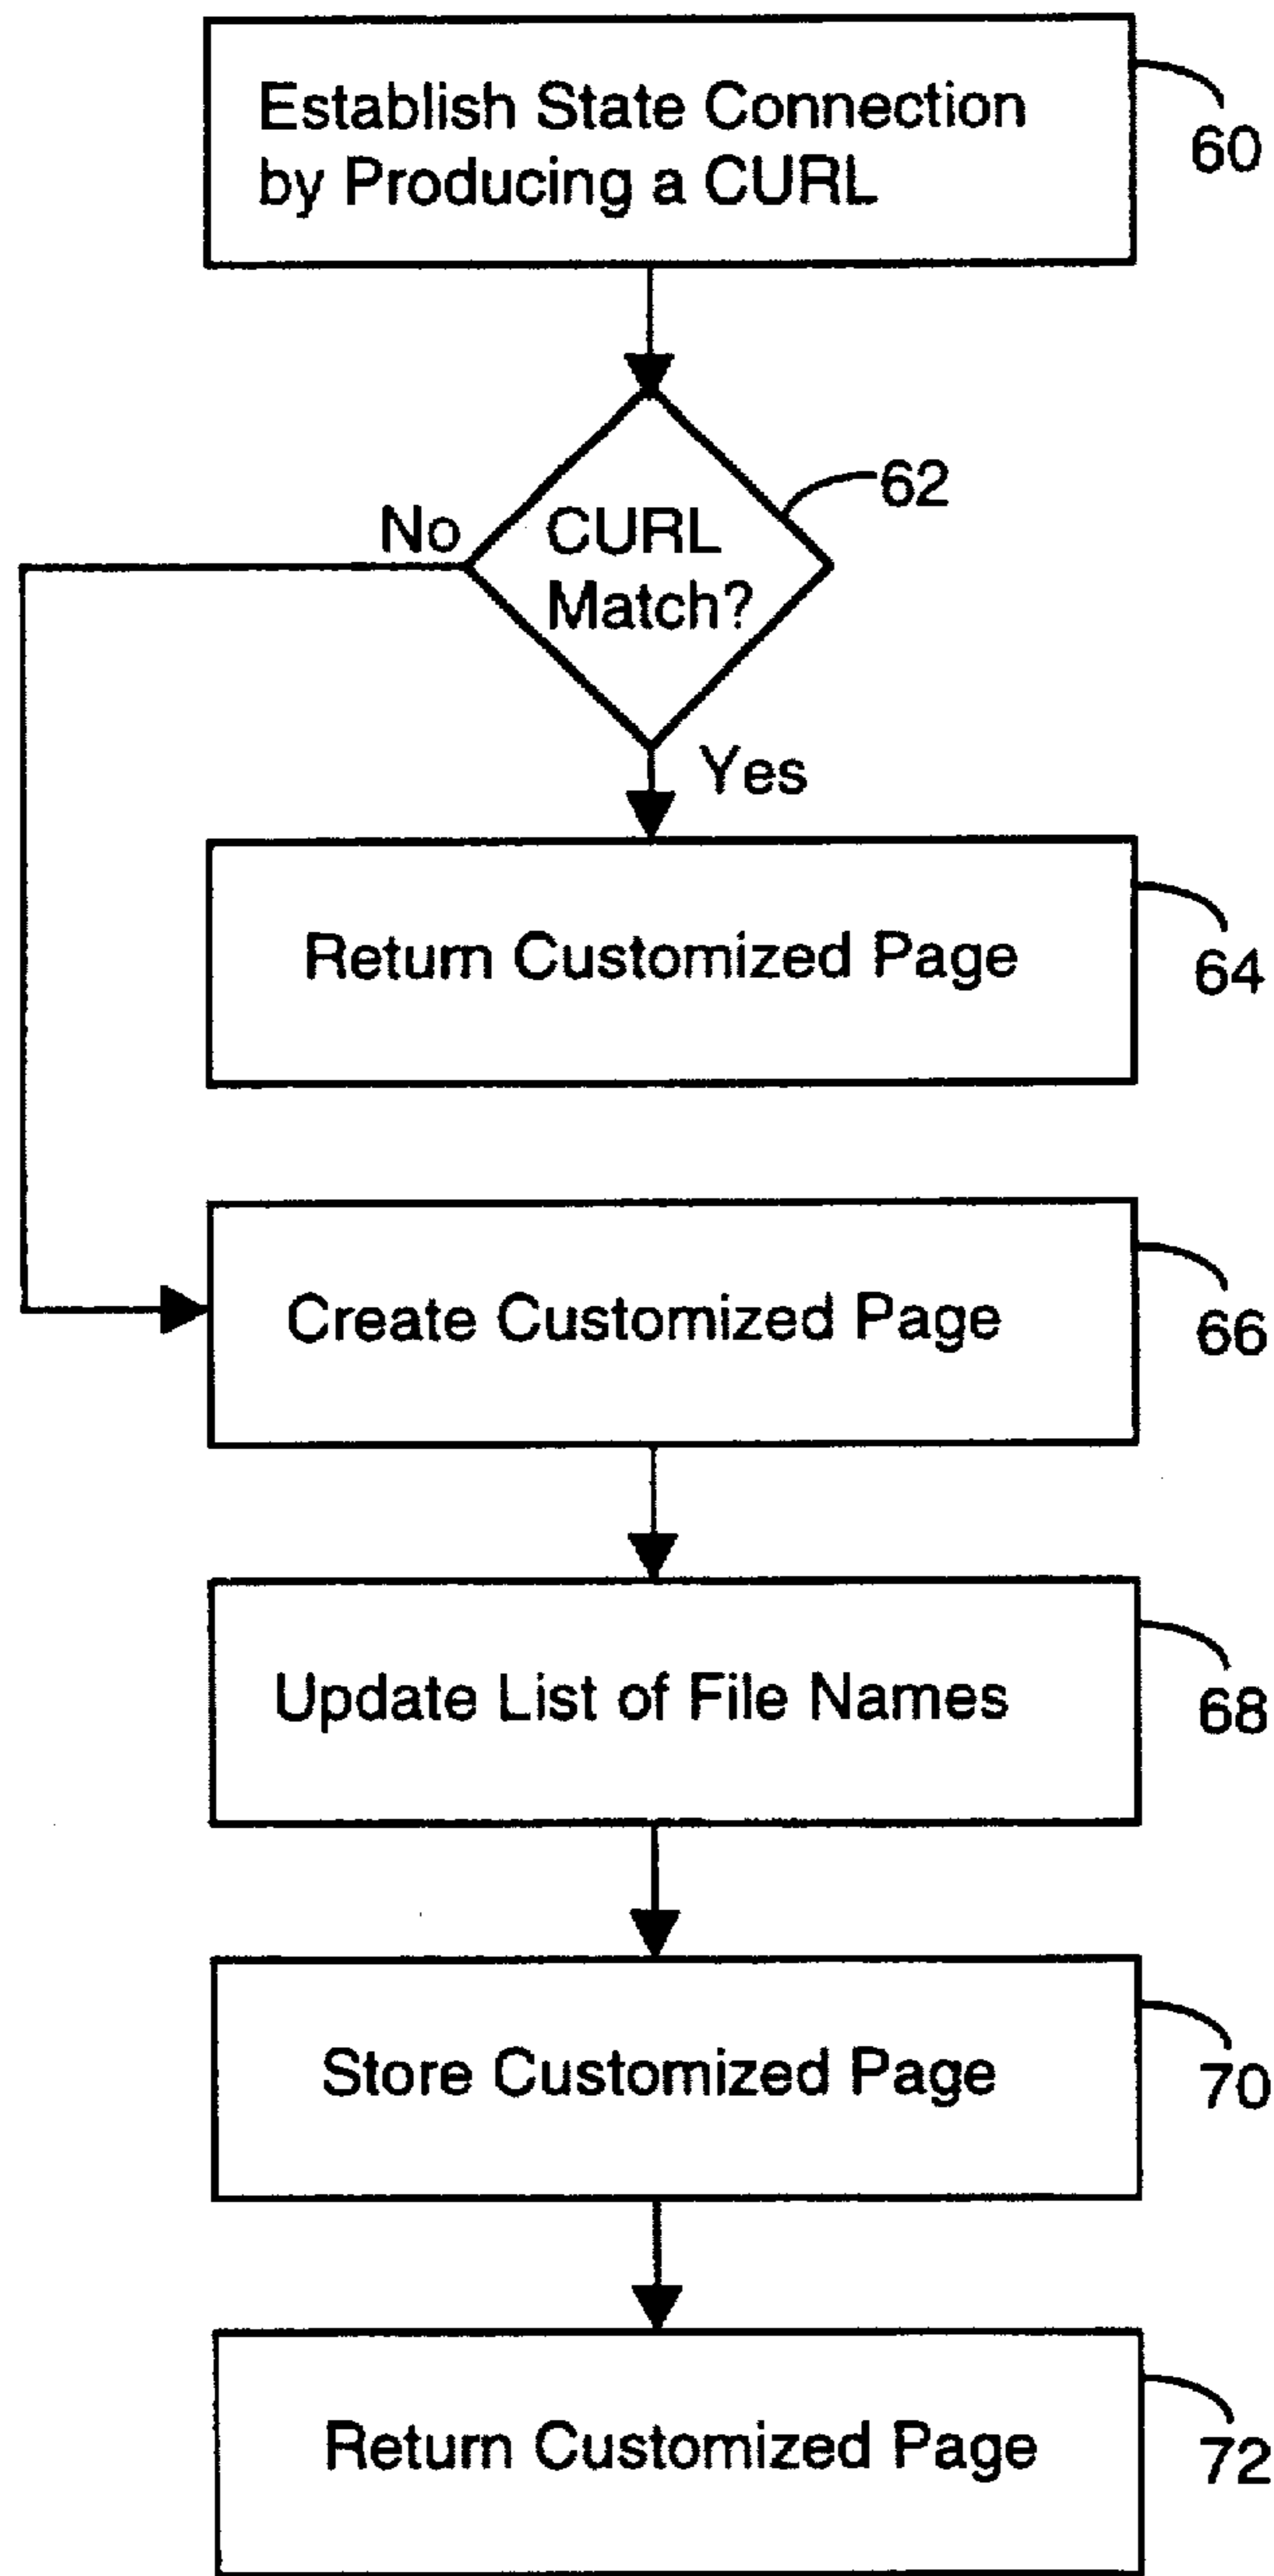 Establish State Connection
by Producing a CURL
60
62
No
CURL
Match?
Yes
Return Customized Page
64
Create Customized Page
66
Update List of File Names
68
Store Customized Page
70
Return Customized Page
72